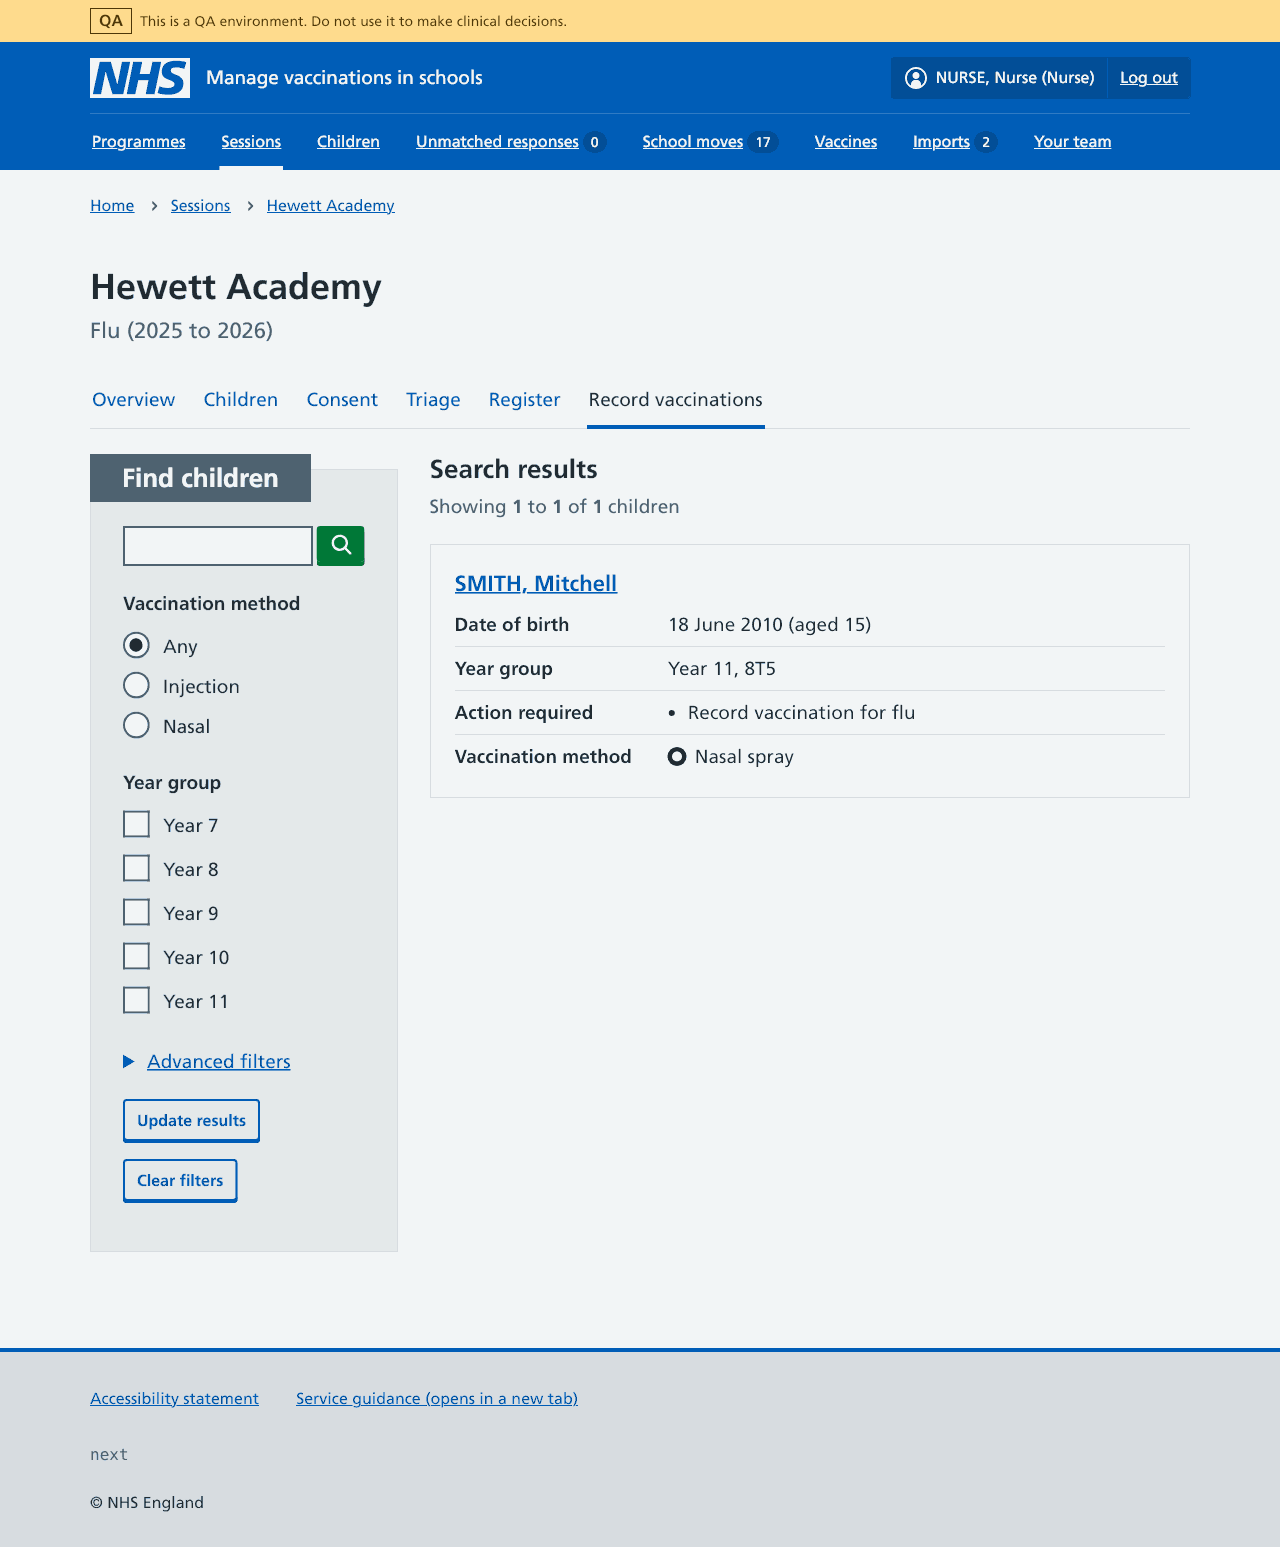 QA This is a QA environment. Do not use it to make clinical decisions.
NHS Manage vaccinations in schools NURSE, Nurse (Nurse) Log out
Programmes Sessions Children Unmatched responses 0 School moves 17 Vaccines Imports 2 Your team
Home Sessions Hewett Academy
Hewett Academy
Flu (2025 to 2026)
Overview Children Consent Triage Register Record vaccinations
Find children
Vaccination method
Any
Injection
Nasal
Year group
Year 7
Year 8
Year 9
Year 10
Year 11
Advanced filters
Update results
Clear filters
Search results
Showing 1 to 1 of 1 children
SMITH, Mitchell
Date of birth 18 June 2010 (aged 15)
Year group Year 11, 8T5
Action required • Record vaccination for flu
Vaccination method Nasal spray
Accessibility statement Service guidance (opens in a new tab)
next
© NHS England